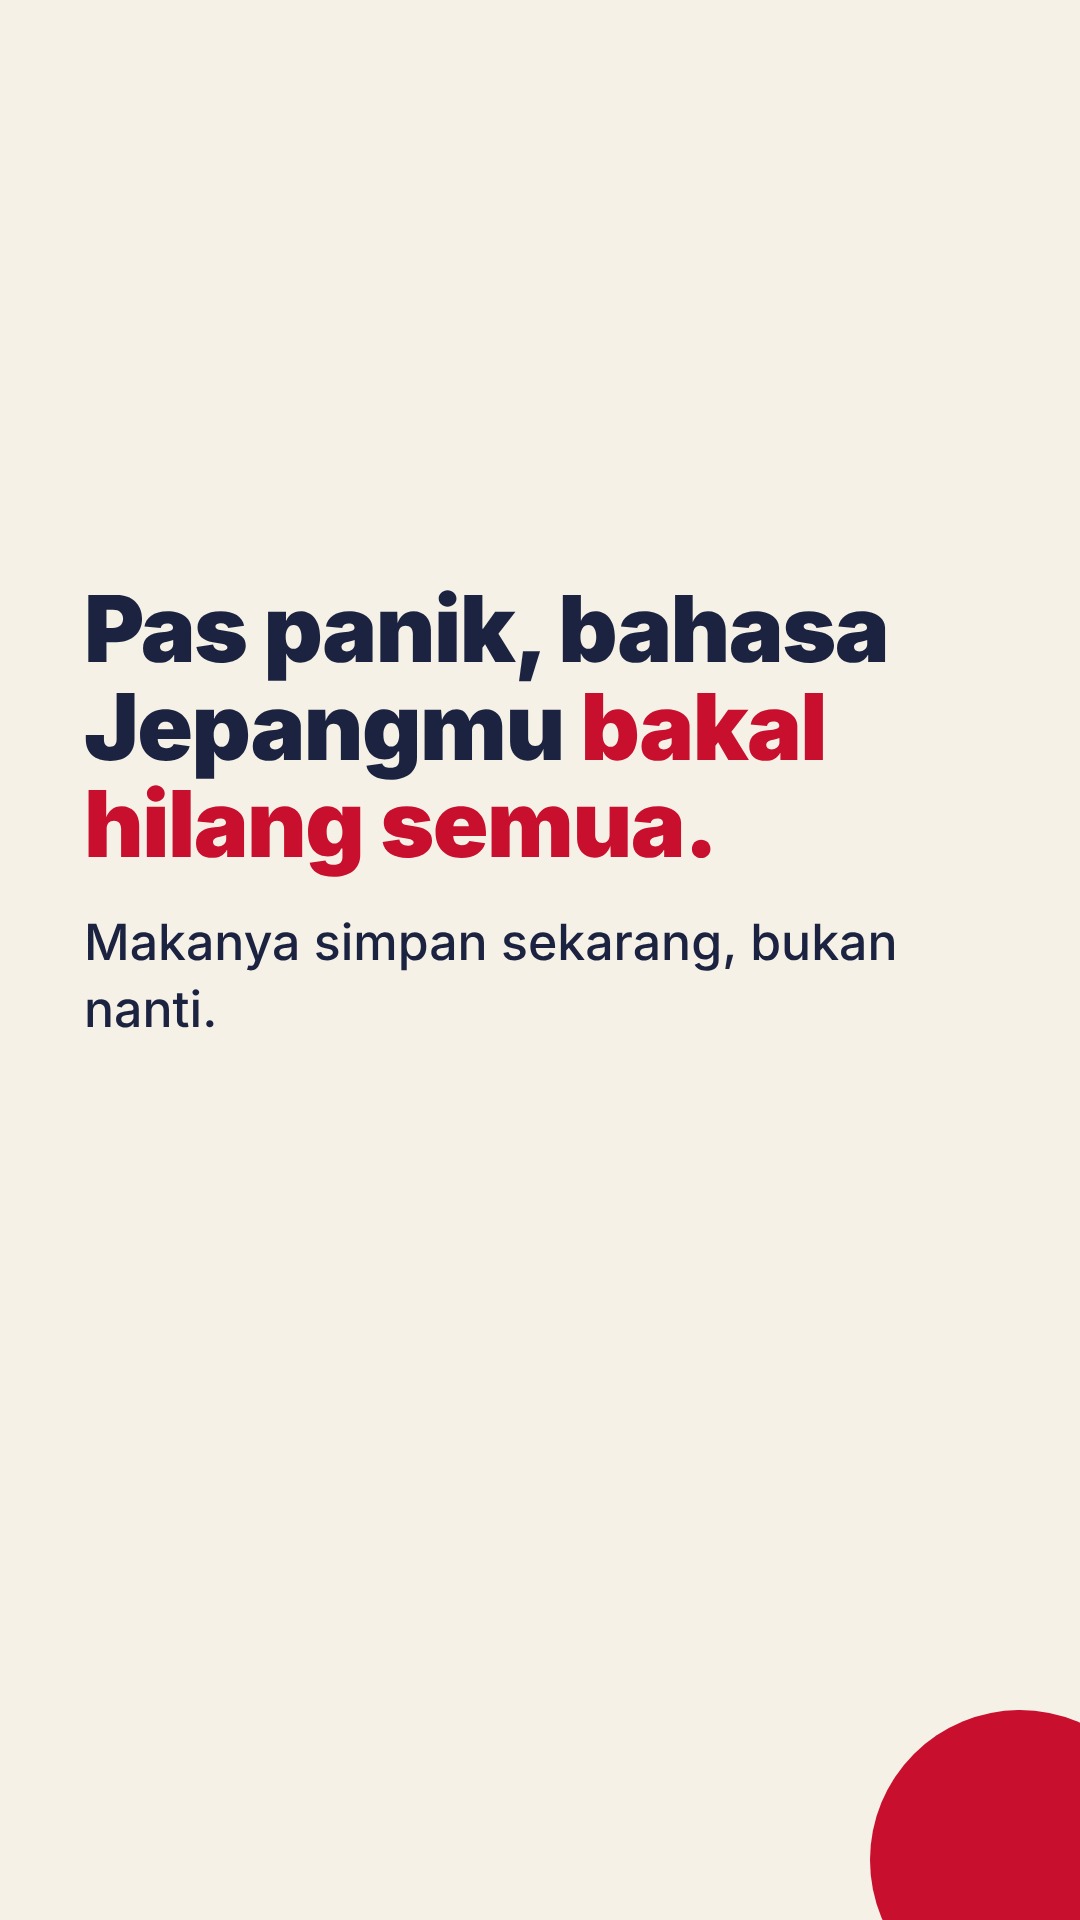 Pas panik, bahasa
Jepangmu bakal
hilang semua.
Makanya simpan sekarang, bukan
nanti.